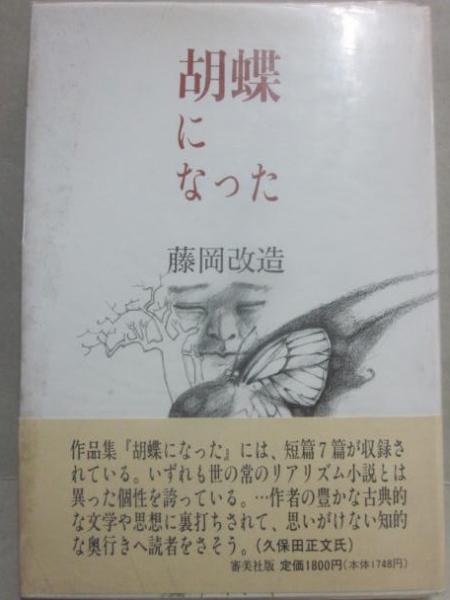 胡蝶
に
なった
藤岡改造
作品集『胡蝶になった』には、短篇7篇が収録さ
れている。いずれも世の常のリアリズム小説とは
異った個性を誇っている。…作者の豊かな古典的
な文学や思想に裏打ちされて、思いがけない知的
な奥行きへ読者をさそう。(久保田正文氏)
審美社版 定価1800円(本体1748円)